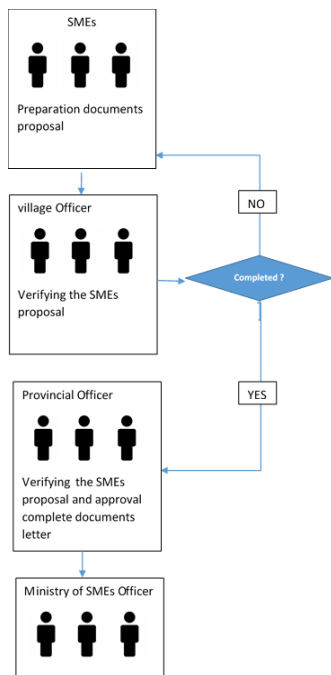 SMEs
Preparation documents
proposal
NO
village Officer
Verifying the SMEs
proposal
Completed ?
YES
Provincial Officer
Verifying the SMEs
proposal and approval
complete documents
letter
Ministry of SMEs Officer